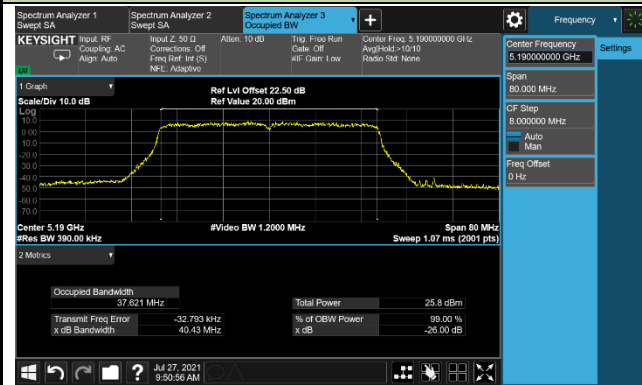 Spectrum Analyzer 1
Swept SA
Spectrum Analyzer 2
Swept SA
Spectrum Analyzer 3
Occupied BW
+
Frequency
KEYSIGHT
Input: RF
Coupling: AC
Align: Auto
Input Z: 50 Ω
Corrections: Off
Freq Ref: Int (S)
NFE: Adaptive
Atten: 10 dB
Trig: Free Run
Gate: Off
#IF Gain: Low
Center Freq: 5.190000000 GHz
Avg|Hold:>10/10
Radio Std: None
LXI
1 Graph
Scale/Div 10.0 dB
Ref Lvl Offset 22.50 dB
Ref Value 20.00 dBm
Log
10.0
0.00
-10.0
-20.0
-30.0
-40.0
-50.0
-60.0
-70.0
Center 5.19 GHz
#Video BW 1.2000 MHz
Span 80 MHz
#Res BW 390.00 kHz
Sweep 1.07 ms (2001 pts)
2 Metrics
Occupied Bandwidth
37.621 MHz
Total Power
25.8 dBm
Transmit Freq Error
-32.793 kHz
% of OBW Power
99.00 %
x dB Bandwidth
40.43 MHz
x dB
-26.00 dB
Center Frequency
5.190000000 GHz
Settings
Span
80.000 MHz
CF Step
8.000000 MHz
Auto
Man
Freq Offset
0 Hz
?
Jul 27, 2021
9:50:56 AM